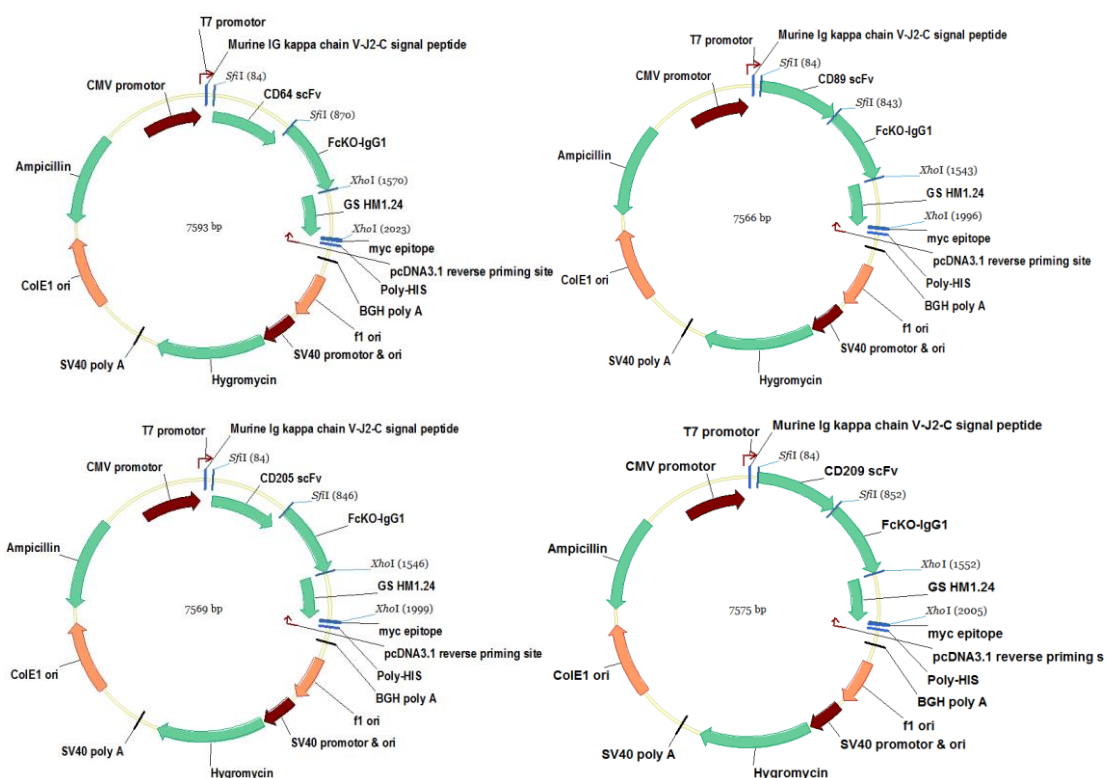 T7 promotor
Murine IG kappa chain V-J2-C signal peptide
SfiI (84)
CMV promotor
CD64 scFv
SfiI (870)
FcKO-IgG1
Ampicillin
XhoI (1570)
GS HM1.24
7593 bp
XhoI (2023)
myc epitope
pcDNA3.1 reverse priming site
Poly-HIS
ColE1 ori
BGH poly A
f1 ori
SV40 poly A
SV40 promotor & ori
Hygromycin
Murine Ig kappa chain V-J2-C signal peptide
T7 promotor
SfiI (84)
CD89 scFv
CMV promotor
SfiI (843)
FcKO-IgG1
Ampicillin
XhoI (1543)
GS HM1.24
7566 bp
XhoI (1996)
myc epitope
pcDNA3.1 reverse priming site
Poly-HIS
ColE1 ori
BGH poly A
f1 ori
SV40 poly A
SV40 promotor & ori
Hygromycin
T7 promotor
Murine Ig kappa chain V-J2-C signal peptide
SfiI (84)
CMV promotor
CD205 scFv
SfiI (846)
FcKO-IgG1
Ampicillin
XhoI (1546)
GS HM1.24
7569 bp
XhoI (1999)
myc epitope
pcDNA3.1 reverse priming site
Poly-HIS
ColE1 ori
BGH poly A
f1 ori
SV40 poly A
SV40 promotor & ori
Hygromycin
Murine Ig kappa chain V-J2-C signal peptide
T7 promotor
SfiI (84)
CD209 scFv
CMV promotor
SfiI (852)
FcKO-IgG1
Ampicillin
XhoI (1552)
GS HM1.24
7575 bp
XhoI (2005)
myc epitope
pcDNA3.1 reverse priming s
Poly-HIS
ColE1 ori
BGH poly A
f1 ori
SV40 poly A
SV40 promotor & ori
Hygromycin